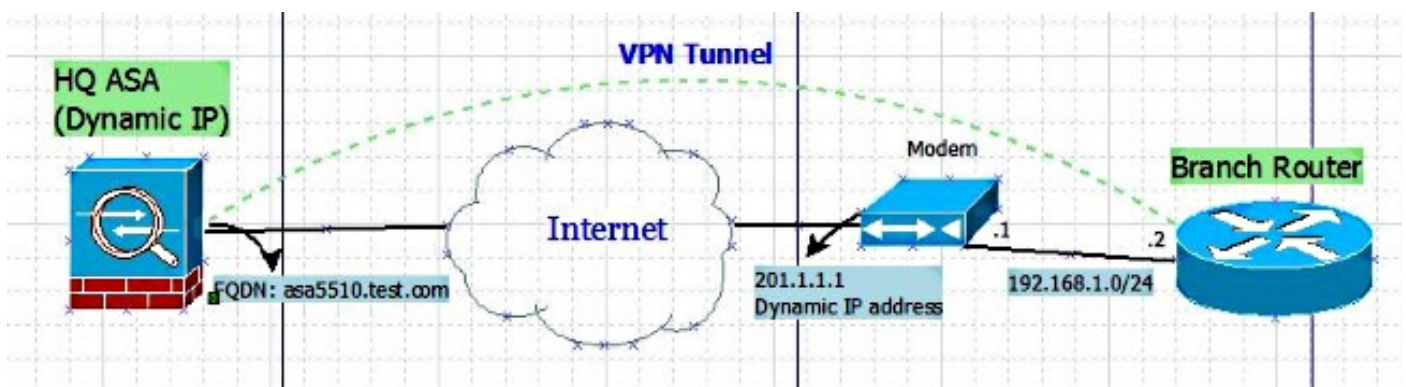 VPN Tunnel
HQ ASA
(Dynamic IP)
Modem
Branch Router
Internet
.1
.2
FQDN: asa5510.test.com
201.1.1.1
Dynamic IP address
192.168.1.0/24